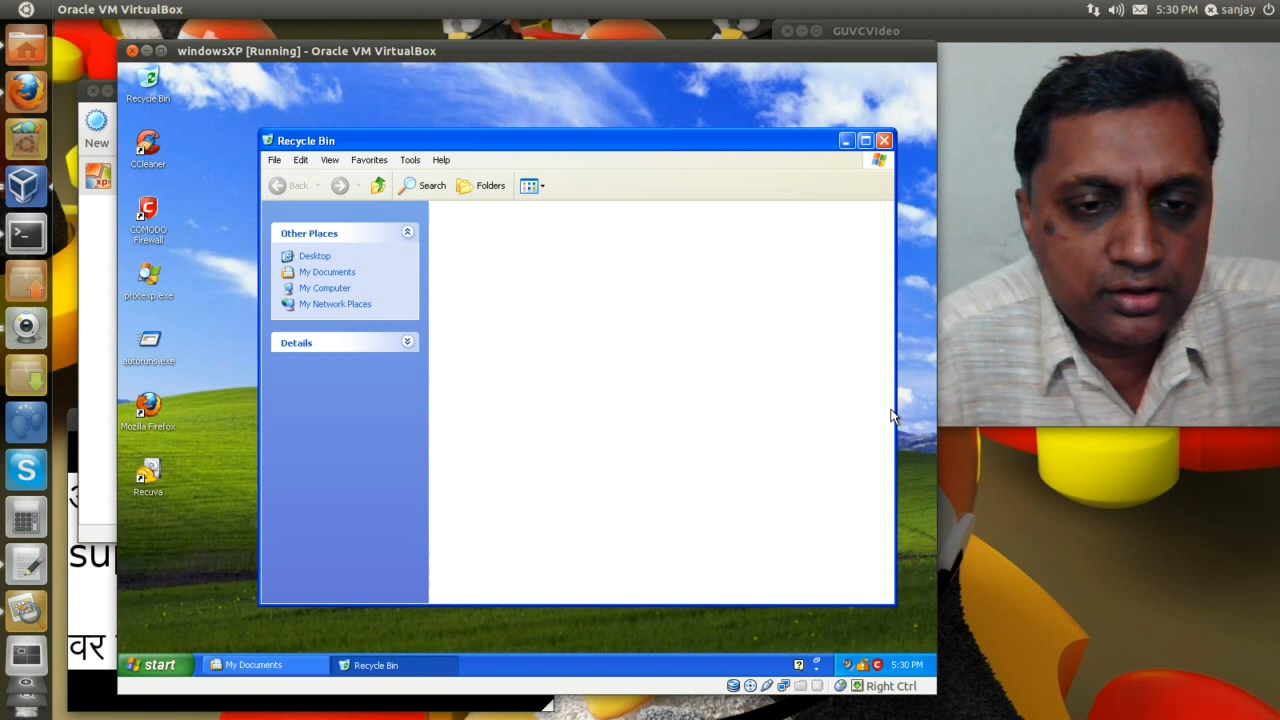 Oracle VM VirtualBox
5:30 PM
sanjay
GUVCVIdeo
windowsXP [Running] - Oracle VM VirtualBox
New
Recycle Bin
CCleaner
COMODO
Firewall
procexp.exe
autoruns.exe
Mozilla Firefox
Recuva
Recycle Bin
File
Edit
View
Favorites
Tools
Help
Back
Search
Folders
Other Places
Desktop
My Documents
My Computer
My Network Places
Details
वर
start
My Documents
Recycle Bin
5:30 PM
Right Ctrl